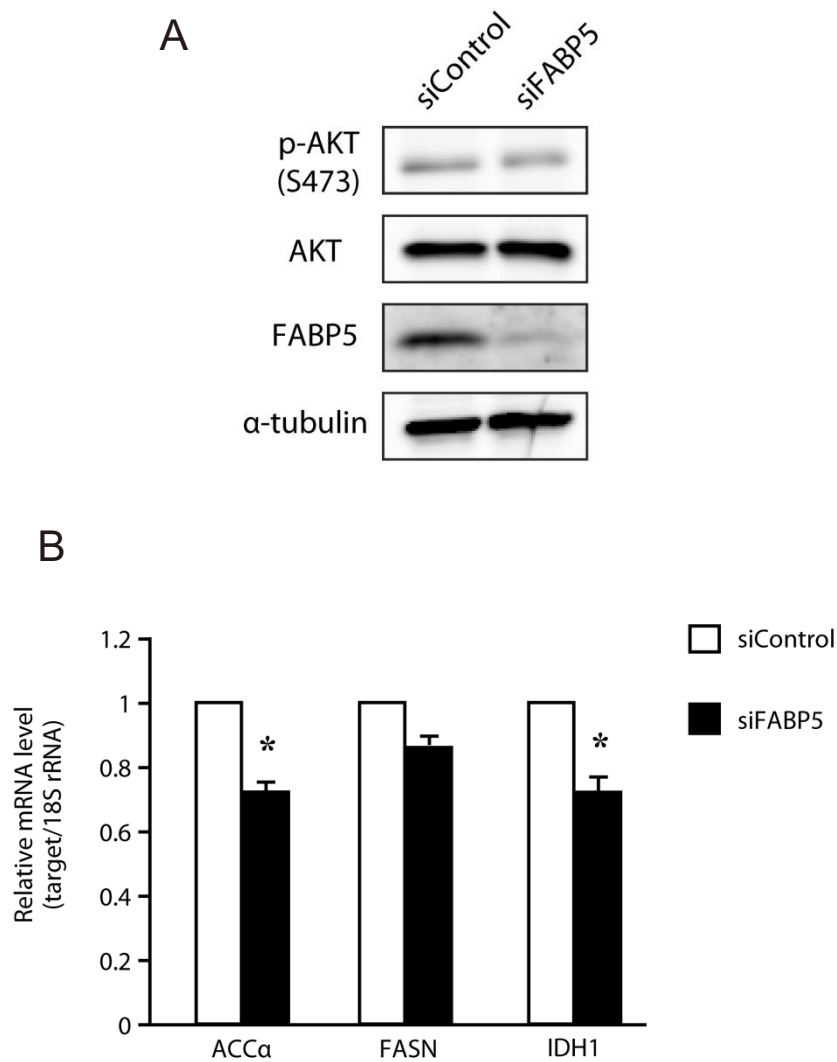 A
siControl
siFABP5
p-AKT
(S473)
AKT
FABP5
α-tubulin
B
Relative mRNA level
(target/18S rRNA)
1.2
1
0.8
0.6
0.4
0.2
0
*
*
ACCα
FASN
IDH1
siControl
siFABP5